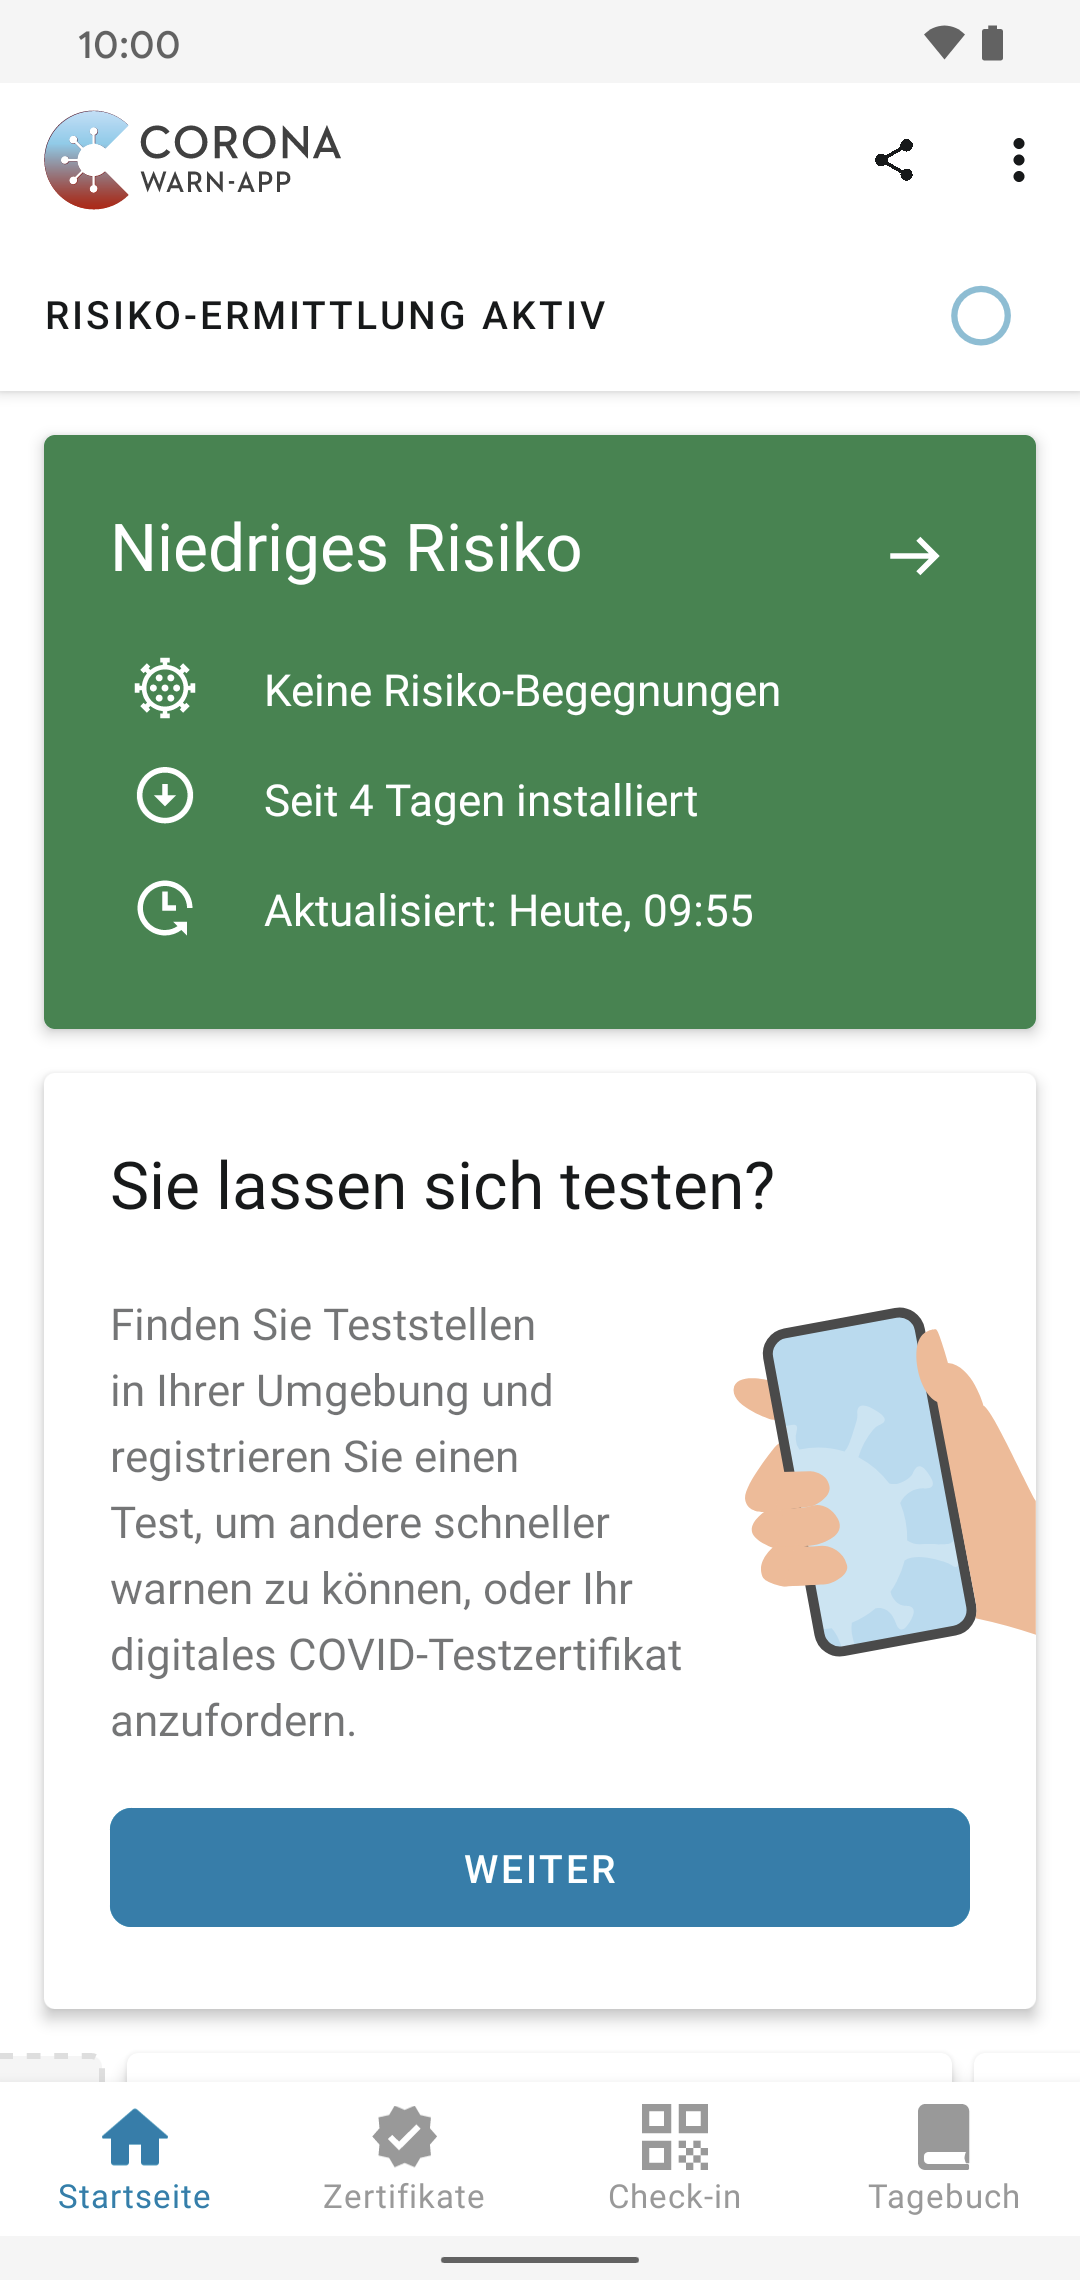 10:00
CORONA
WARN-APP
RISIKO-ERMITTLUNG AKTIV
Niedriges Risiko
Keine Risiko-Begegnungen
Seit 4 Tagen installiert
Aktualisiert: Heute, 09:55
Sie lassen sich testen?
Finden Sie Teststellen
in Ihrer Umgebung und
registrieren Sie einen
Test, um andere schneller
warnen zu können, oder Ihr
digitales COVID-Testzertifikat
anzufordern.
WEITER
Startseite
Zertifikate
Check-in
Tagebuch